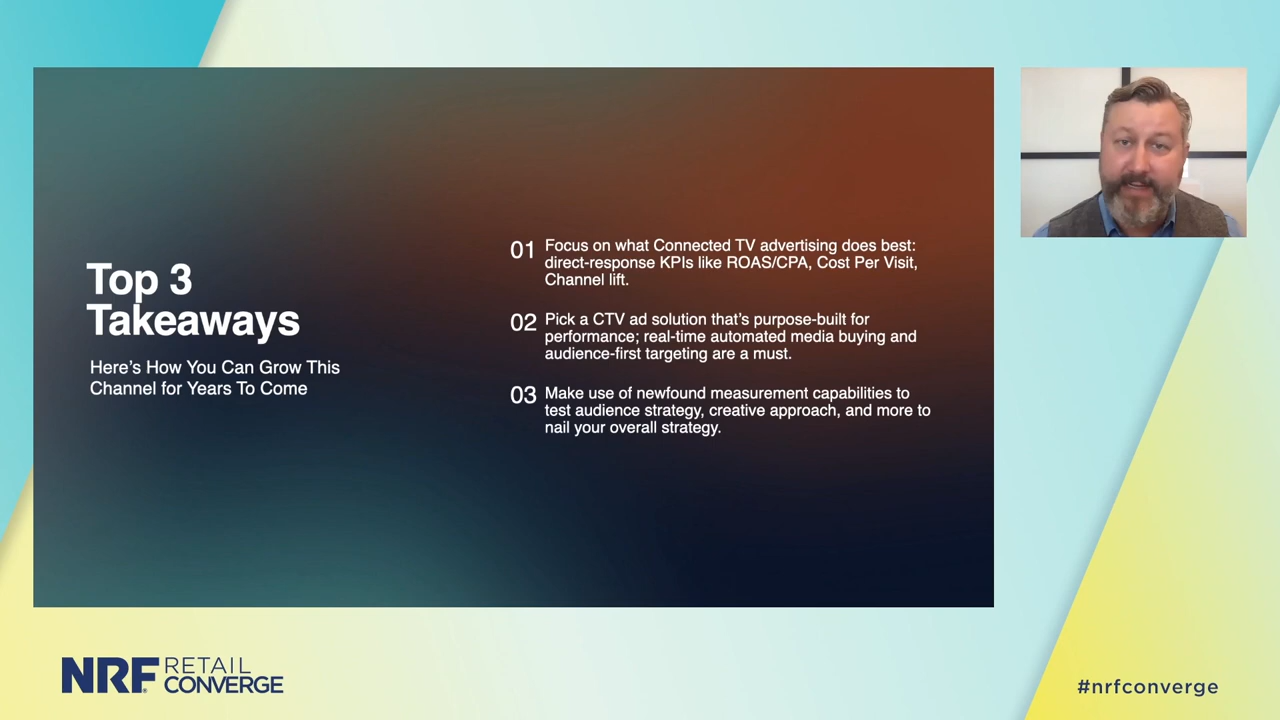 Top 3
Takeaways
Here's How You Can Grow This
Channel for Years To Come
01 Focus on what Connected TV advertising does best:
direct-response KPIs like ROAS/CPA, Cost Per Visit,
Channel lift.
02 Pick a CTV ad solution that's purpose-built for
performance; real-time automated media buying and
audience-first targeting are a must.
03 Make use of newfound measurement capabilities to
test audience strategy, creative approach, and more to
nail your overall strategy.
NRF RETAIL
CONVERGE
#nrfconverge